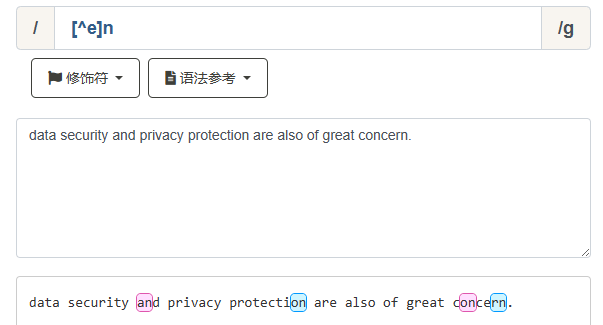 / [^e]n /g
修饰符 语法参考
data security and privacy protection are also of great concern.
data security and privacy protection are also of great concern.